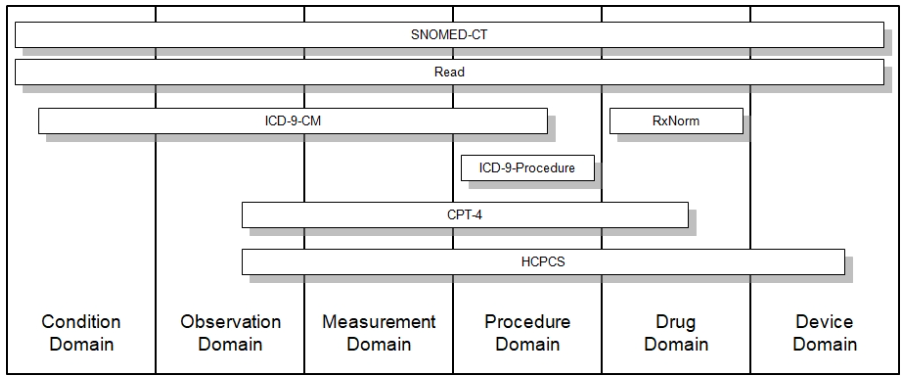 SNOMED-CT
Read
ICD-9-CM
RxNorm
ICD-9-Procedure
CPT-4
HCPCS
Condition
Domain
Observation
Domain
Measurement
Domain
Procedure
Domain
Drug
Domain
Device
Domain